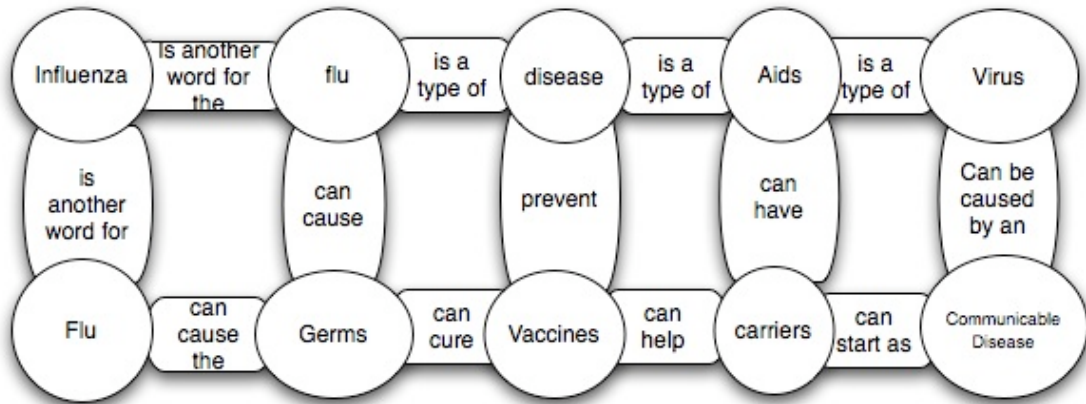 Influenza
is another
word for
the
flu
is a
type of
disease
is a
type of
Aids
is a
type of
Virus
is
another
word for
can
cause
prevent
can
have
Can be
caused
by an
Flu
can
cause
the
Germs
can
cure
Vaccines
can
help
carriers
can
start as
Communicable
Disease